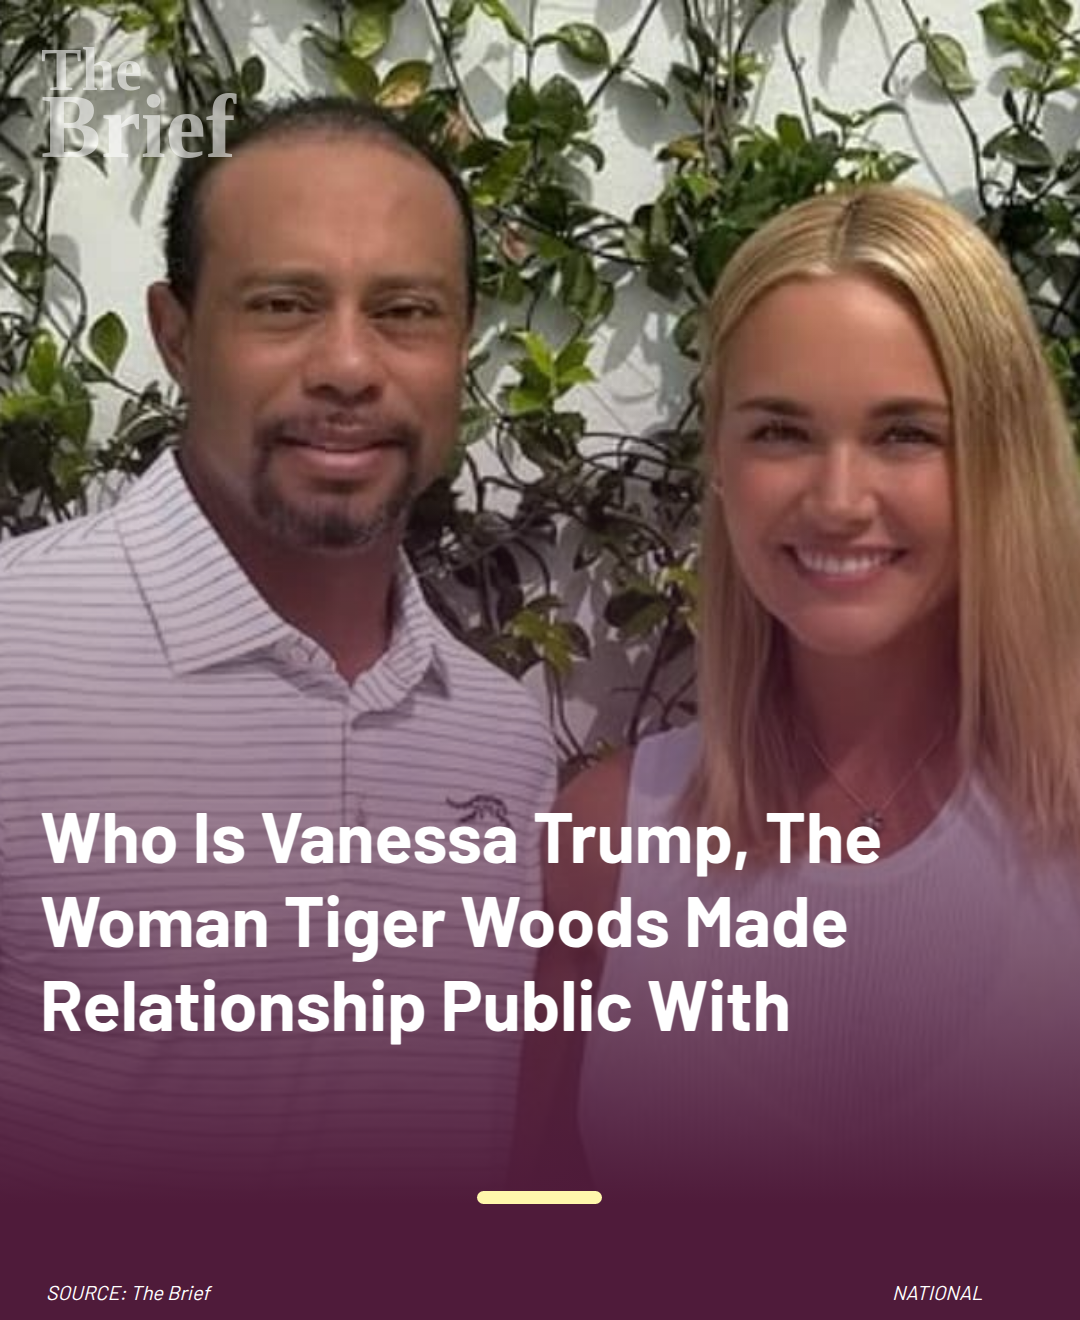 The
Brief
Who Is Vanessa Trump, The
Woman Tiger Woods Made
Relationship Public With
SOURCE: The Brief
NATIONAL